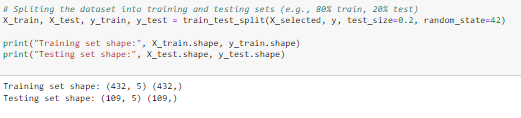 # Spliting the dataset into training and testing sets (e.g., 80% train, 20% test)
X_train, X_test, y_train, y_test = train_test_split(X_selected, y, test_size=0.2, random_state=42)
print("Training set shape:", X_train.shape, y_train.shape)
print("Testing set shape:", X_test.shape, y_test.shape)
Training set shape: (432, 5) (432,)
Testing set shape: (109, 5) (109,)